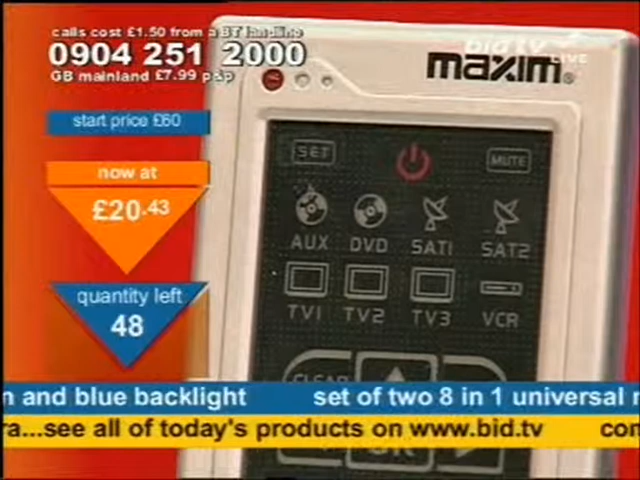 calls cost £1.50 from a BT landline
0904 251 2000
GB mainland £7.99 p&p
bid tv
LIVE
maxim®
start price £60
now at
£20.43
quantity left
48
SET
MUTE
AUX DVD SAT1 SAT2
TV1 TV2 TV3 VCR
CLEAR
OK
n and blue backlight set of two 8 in 1 universal
ra...see all of today's products on www.bid.tv con